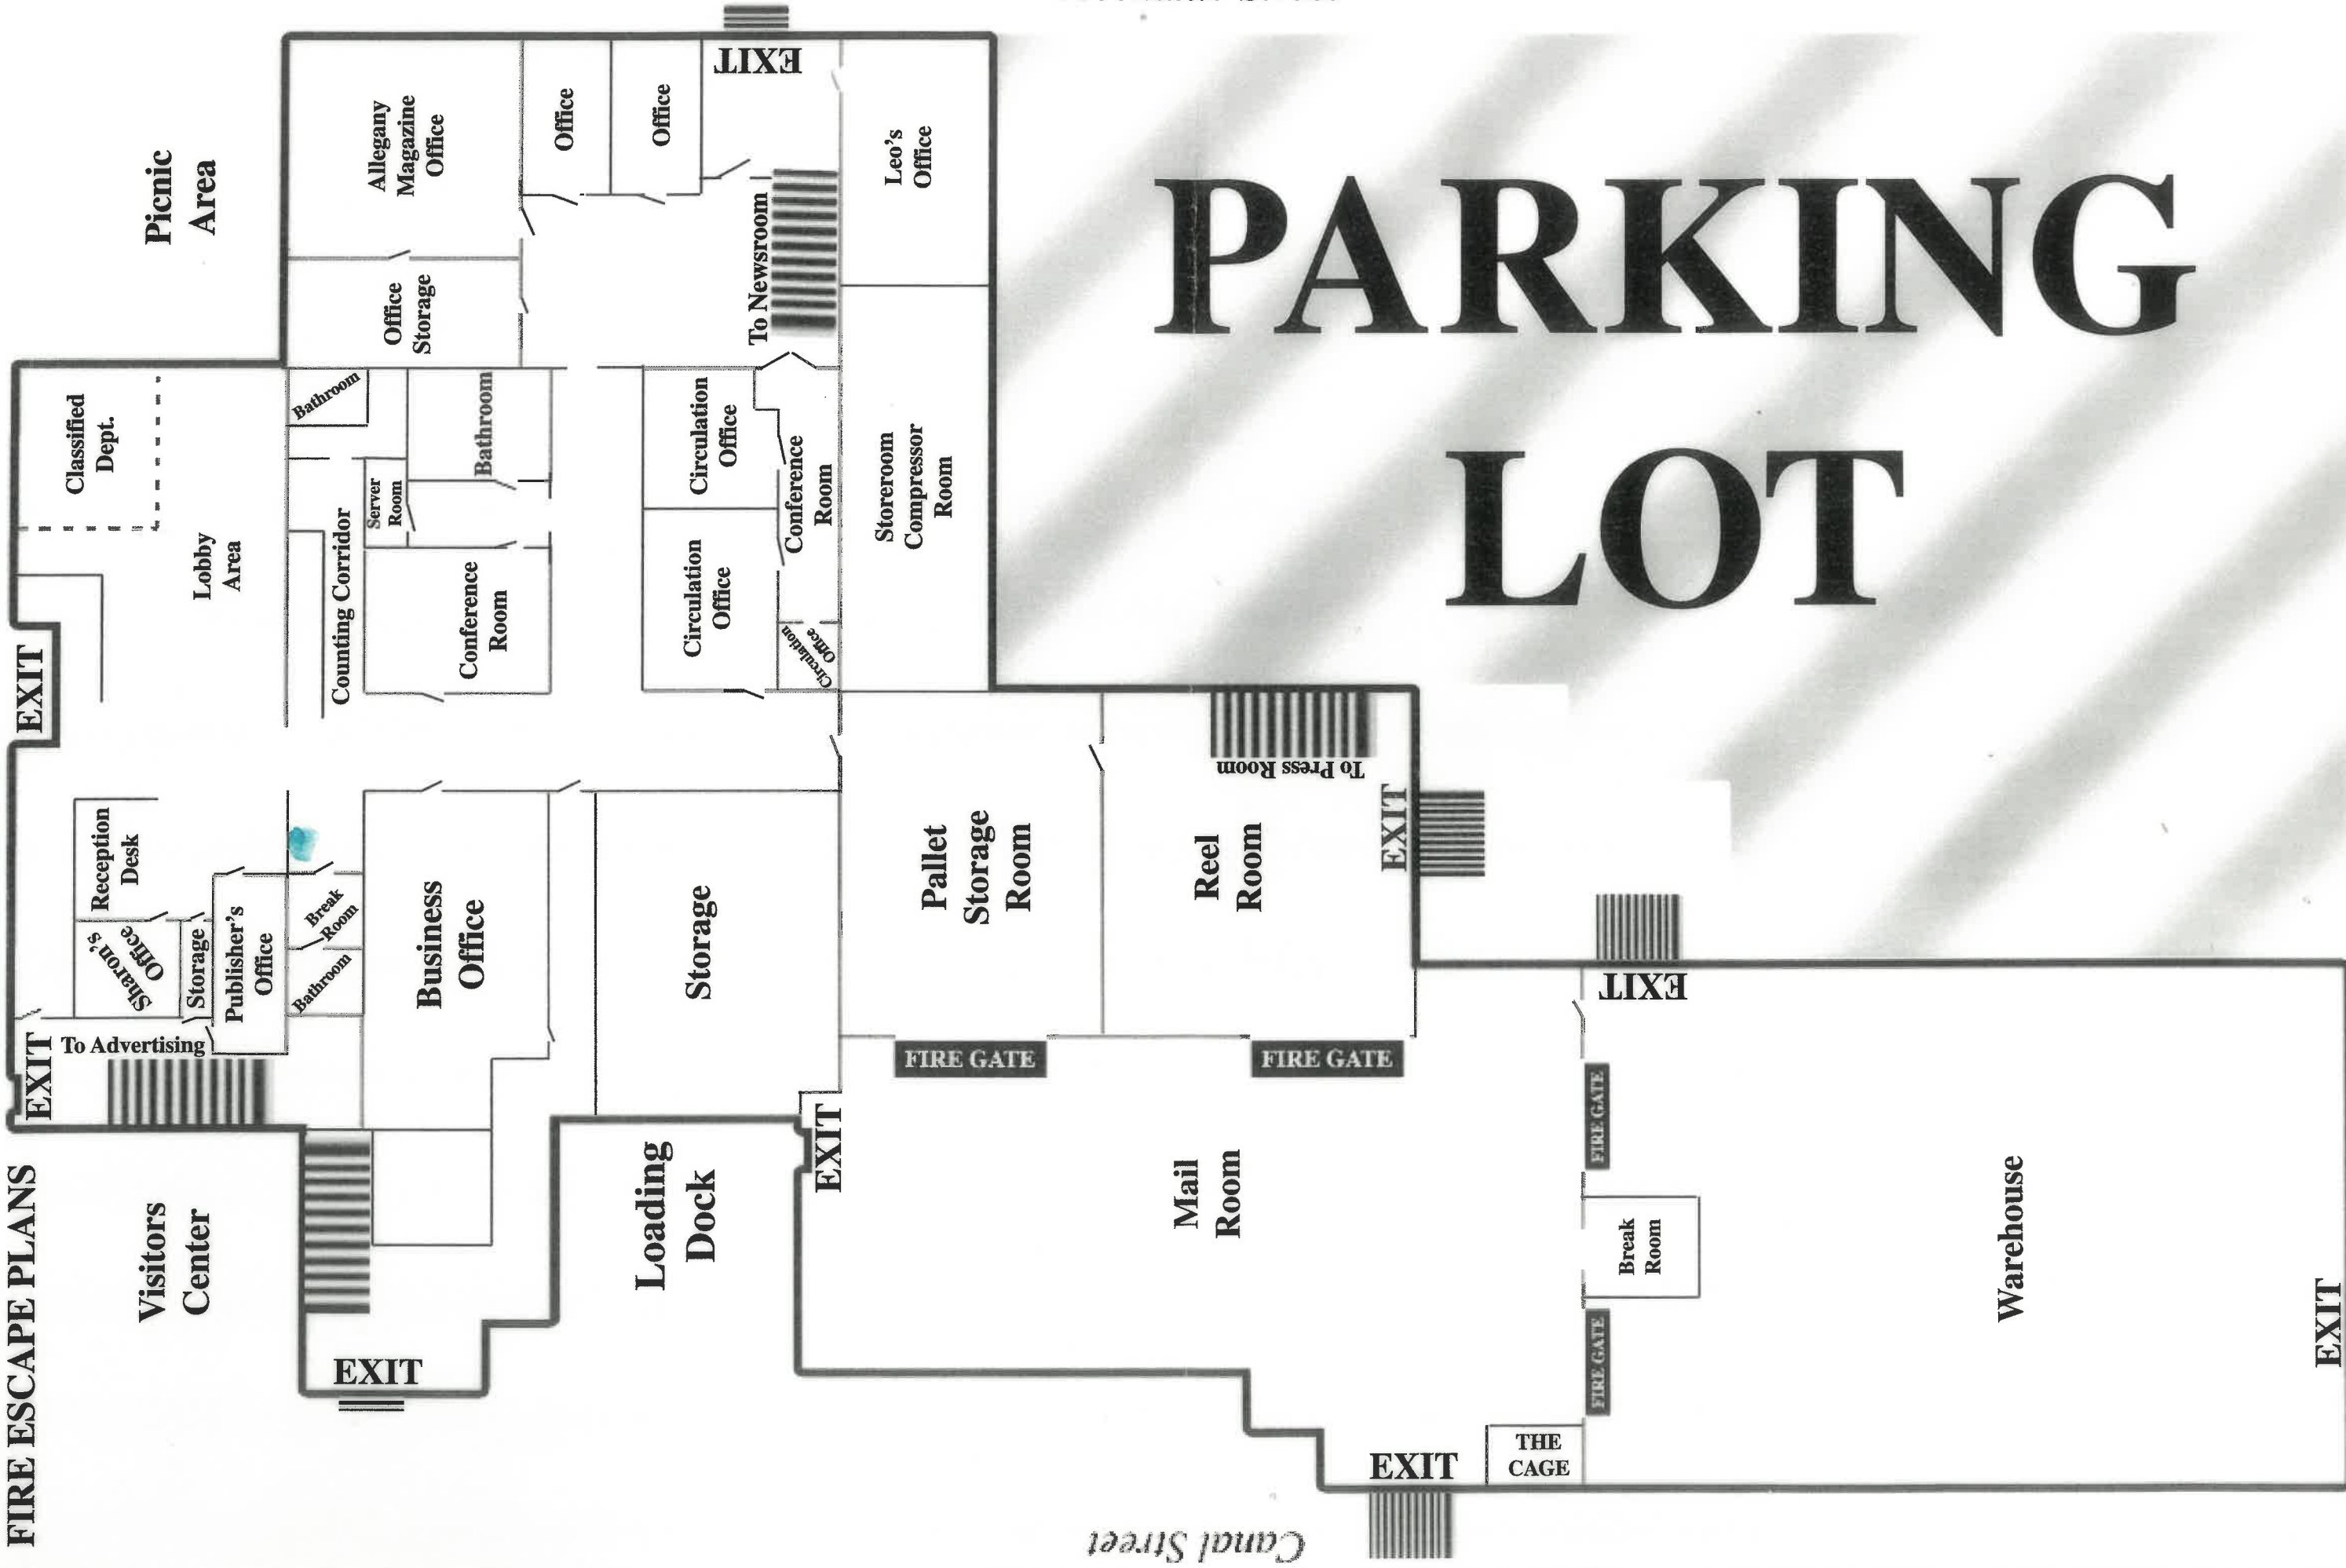 FIRE ESCAPE PLANS
Picnic
Area
Allegany
Magazine
Office
Office
Office
EXIT
Leo's
Office
Office
Storage
To Newsroom
PARKING
LOT
Classified
Dept.
Bathroom
Bathroom
Server
Room
Lobby
Area
Counting Corridor
Conference
Room
Circulation
Office
Circulation
Office
Conference
Room
Circulation
Office
Storeroom
Compressor
Room
EXIT
Reception
Desk
Sharon's
Office
Storage
Publisher's
Office
Break
Room
Bathroom
Business
Office
Storage
Pallet
Storage
Room
Reel
Room
To Press Room
EXIT
EXIT
EXIT
To Advertising
FIRE GATE
FIRE GATE
FIRE GATE
Visitors
Center
Loading
Dock
EXIT
Mail
Room
Break
Room
Warehouse
EXIT
FIRE GATE
EXIT
EXIT
THE
CAGE
Canal Street